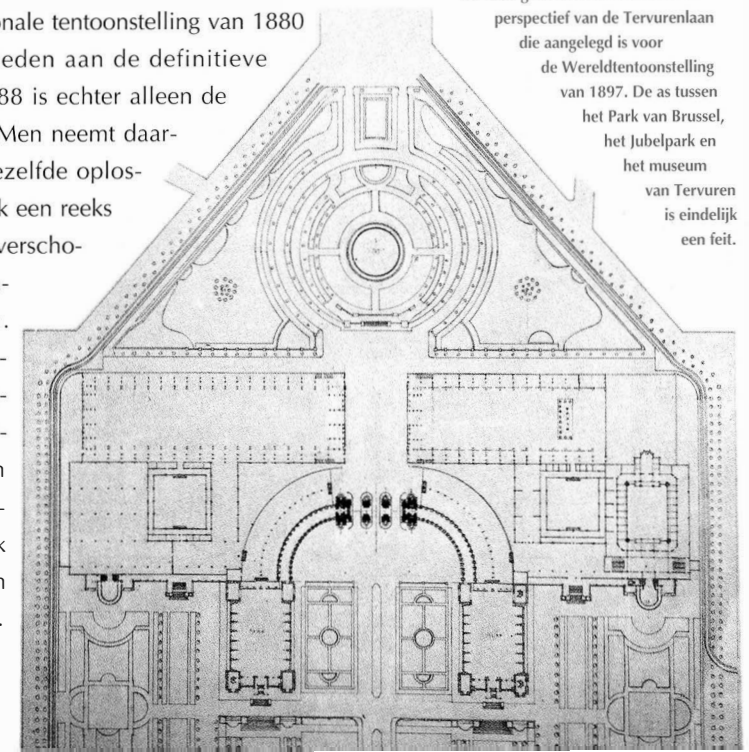 onale tentoonstelling van 1880
eden aan de definitieve
88 is echter alleen de
Men neemt daar-
ezelfde oplos-
k een reeks
verscho-
-
.
-
-
-
n
-
k
n
.
perspectief van de Tervurenlaan
die aangelegd is voor
de Wereldtentoonstelling
van 1897. De as tussen
het Park van Brussel,
het Jubelpark en
het museum
van Tervuren
is eindelijk
een feit.